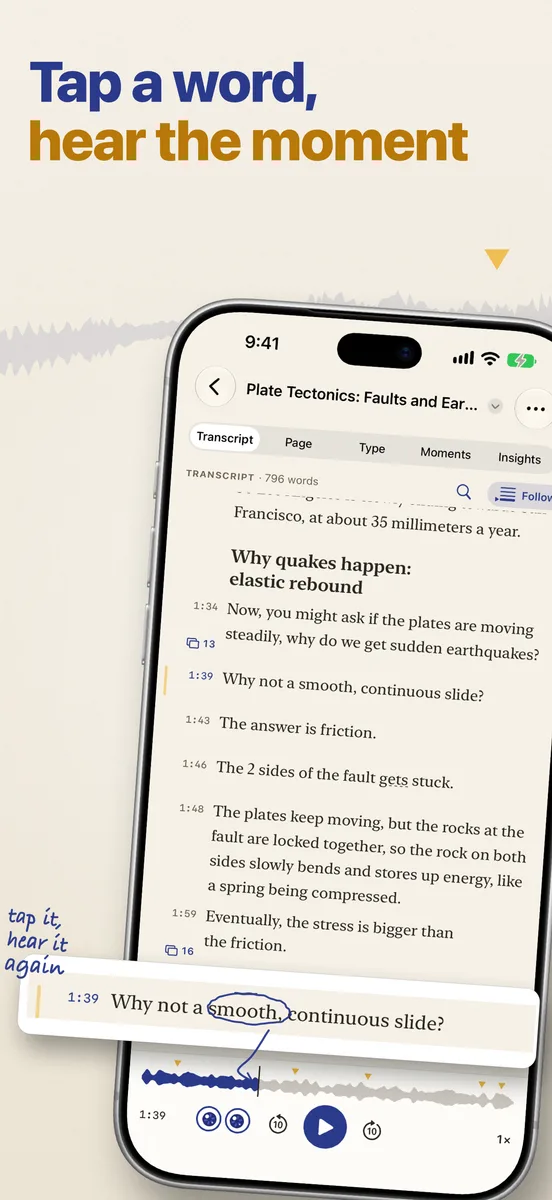 Tap a word,
hear the moment
9:41
Plate Tectonics: Faults and Ear...
Transcript Page Type Moments Insights
TRANSCRIPT · 796 words
Follow
Francisco, at about 35 millimeters a year.
Why quakes happen:
elastic rebound
1:34 Now, you might ask if the plates are moving
13 steadily, why do we get sudden earthquakes?
1:39 Why not a smooth, continuous slide?
1:43 The answer is friction.
1:46 The 2 sides of the fault gets stuck.
1:48 The plates keep moving, but the rocks at the
fault are locked together, so the rock on both
sides slowly bends and stores up energy, like
a spring being compressed.
1:59 Eventually, the stress is bigger than
16 the friction.
tap it,
hear it
again
1:39 Why not a smooth, continuous slide?
1:39 10 10 1×